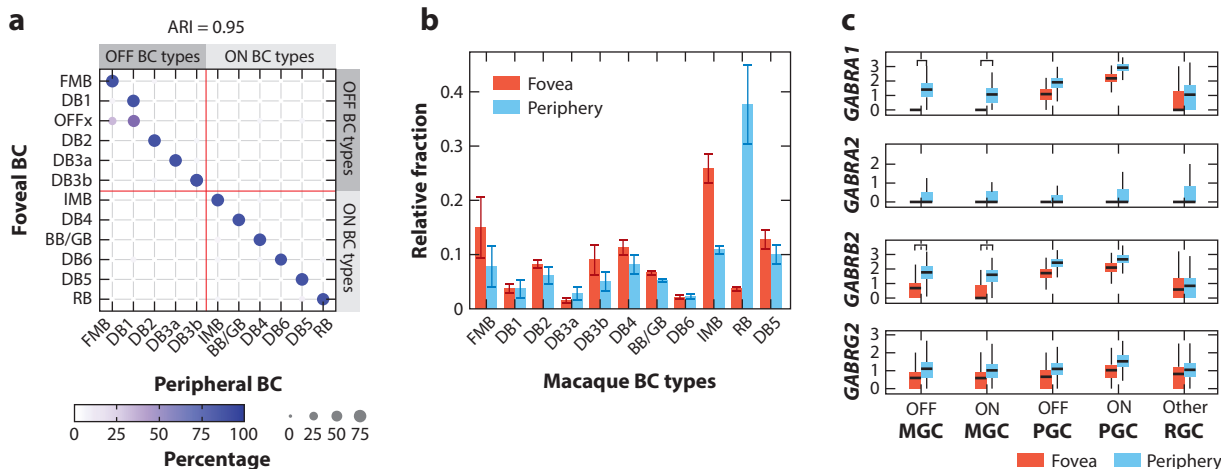 a
ARI = 0.95
OFF BC types
ON BC types
Foveal BC
FMB
DB1
OFFx
DB2
DB3a
DB3b
IMB
DB4
BB/GB
DB6
DB5
RB
OFF BC types
ON BC types
FMB
DB1
DB2
DB3a
DB3b
IMB
BB/GB
DB4
DB6
DB5
RB
Peripheral BC
0
25
50
75
100
Percentage
0
25
50
75
b
Relative fraction
0.4
0.3
0.2
0.1
0
Fovea
Periphery
FMB
DB1
DB2
DB3a
DB3b
DB4
BB/GB
DB6
IMB
RB
DB5
Macaque BC types
c
GABRA1
3
2
1
0
GABRA2
2
1
0
GABRB2
3
2
1
0
GABRG2
3
2
1
0
OFF MGC
ON MGC
OFF PGC
ON PGC
Other RGC
Fovea
Periphery